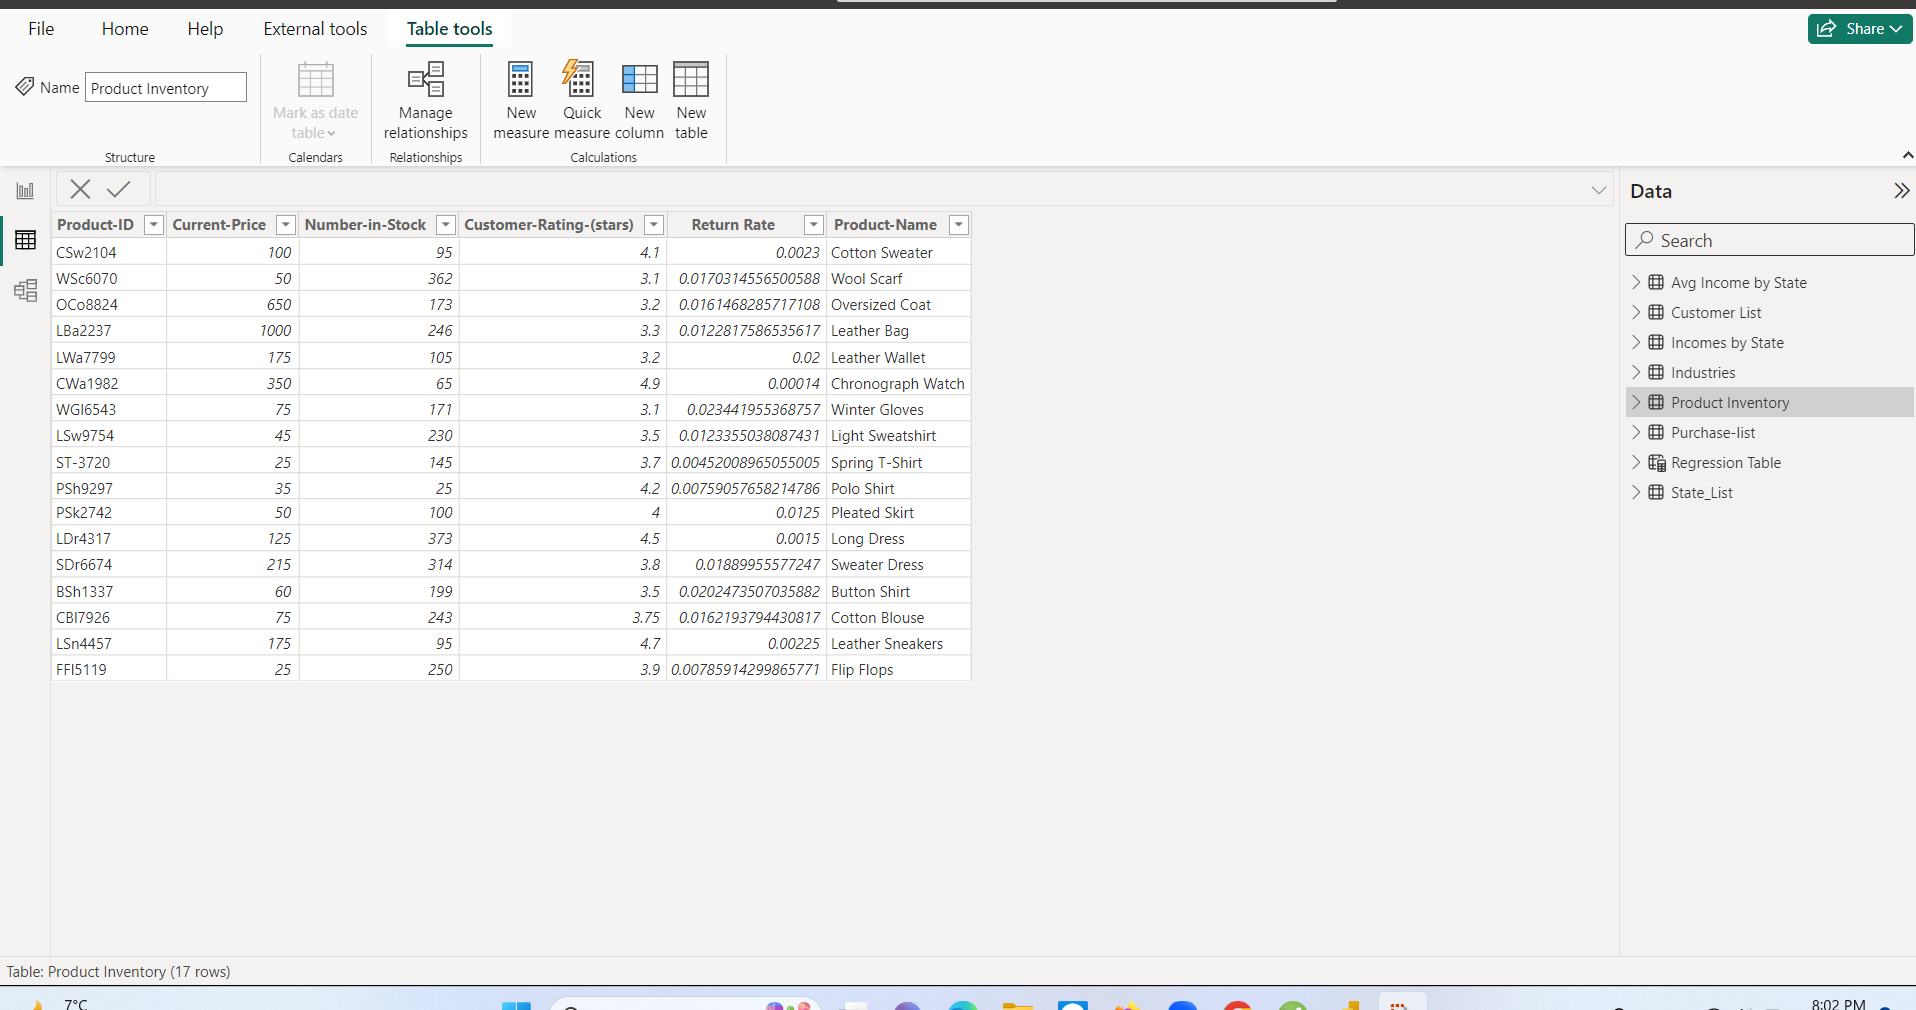 File Home Help External tools Table tools Share
Name Product Inventory
Mark as date table
Manage relationships
New measure
Quick measure
New column
New table
Structure Calendars Relationships Calculations
Data
Search
Product-ID Current-Price Number-in-Stock Customer-Rating-(stars) Return Rate Product-Name
CSw2104 100 95 4.1 0.0023 Cotton Sweater
WSc6070 50 362 3.1 0.0170314556500588 Wool Scarf
OCo8824 650 173 3.2 0.0161468285717108 Oversized Coat
LBa2237 1000 246 3.3 0.0122817586535617 Leather Bag
LWa7799 175 105 3.2 0.02 Leather Wallet
CWa1982 350 65 4.9 0.00014 Chronograph Watch
WGl6543 75 171 3.1 0.023441955368757 Winter Gloves
LSw9754 45 230 3.5 0.0123355038087431 Light Sweatshirt
ST-3720 25 145 3.7 0.00452008965055005 Spring T-Shirt
PSh9297 35 25 4.2 0.00759057658214786 Polo Shirt
PSk2742 50 100 4 0.0125 Pleated Skirt
LDr4317 125 373 4.5 0.0015 Long Dress
SDr6674 215 314 3.8 0.01889955577247 Sweater Dress
BSh1337 60 199 3.5 0.0202473507035882 Button Shirt
CBl7926 75 243 3.75 0.0162193794430817 Cotton Blouse
LSn4457 175 95 4.7 0.00225 Leather Sneakers
FFl5119 25 250 3.9 0.00785914299865771 Flip Flops
Avg Income by State
Customer List
Incomes by State
Industries
Product Inventory
Purchase-list
Regression Table
State_List
Table: Product Inventory (17 rows)
7°C
8:02 PM